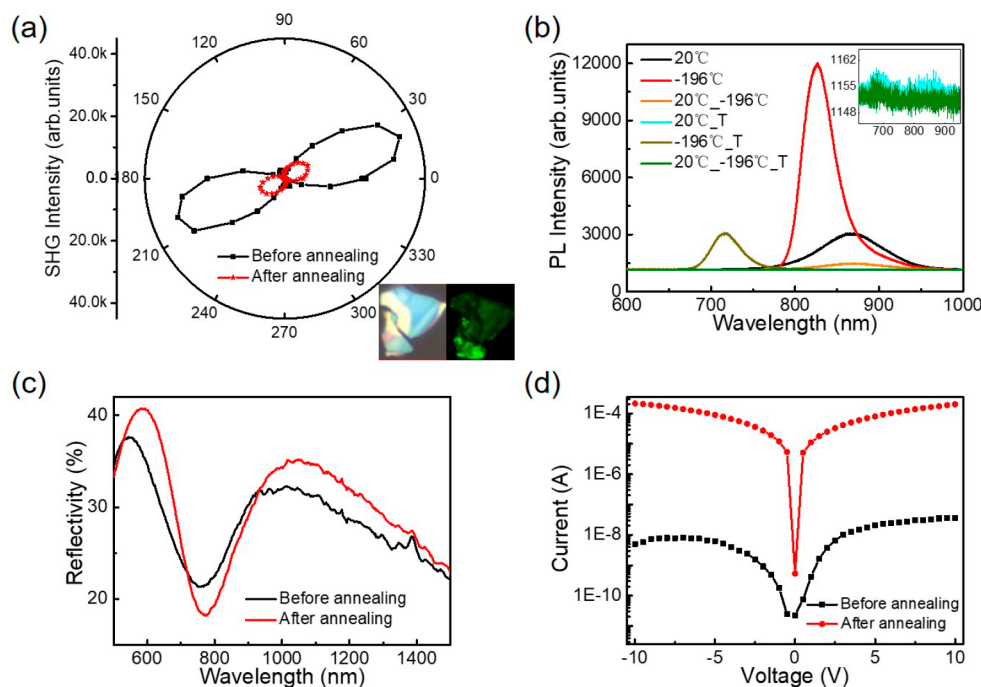 (a)
SHG Intensity (arb.units)
40.0k
20.0k
0.0
20.0k
40.0k
90
120
60
150
30
180
0
210
330
240
300
270
Before annealing
After annealing
(b)
PL Intensity (arb.units)
12000
9000
6000
3000
0
20℃
-196℃
20℃_-196℃
20℃_T
-196℃_T
20℃_-196℃_T
1162
1155
1148
700 800 900
600 700 800 900 1000
Wavelength (nm)
(c)
Reflectivity (%)
40
30
20
Before annealing
After annealing
600 800 1000 1200 1400
Wavelength (nm)
(d)
Current (A)
1E-4
1E-6
1E-8
1E-10
Before annealing
After annealing
-10 -5 0 5 10
Voltage (V)